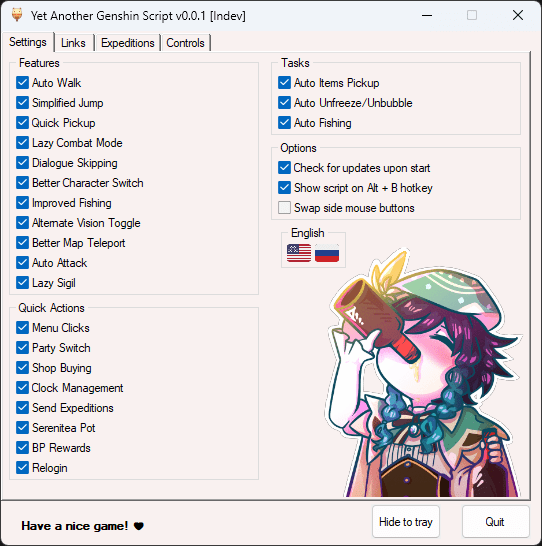 Yet Another Genshin Script v0.0.1 [Indev]
Settings Links Expeditions Controls
Features
Auto Walk
Simplified Jump
Quick Pickup
Lazy Combat Mode
Dialogue Skipping
Better Character Switch
Improved Fishing
Alternate Vision Toggle
Better Map Teleport
Auto Attack
Lazy Sigil
Quick Actions
Menu Clicks
Party Switch
Shop Buying
Clock Management
Send Expeditions
Serenitea Pot
BP Rewards
Relogin
Tasks
Auto Items Pickup
Auto Unfreeze/Unbubble
Auto Fishing
Options
Check for updates upon start
Show script on Alt + B hotkey
Swap side mouse buttons
English
Have a nice game! ♥
Hide to tray
Quit